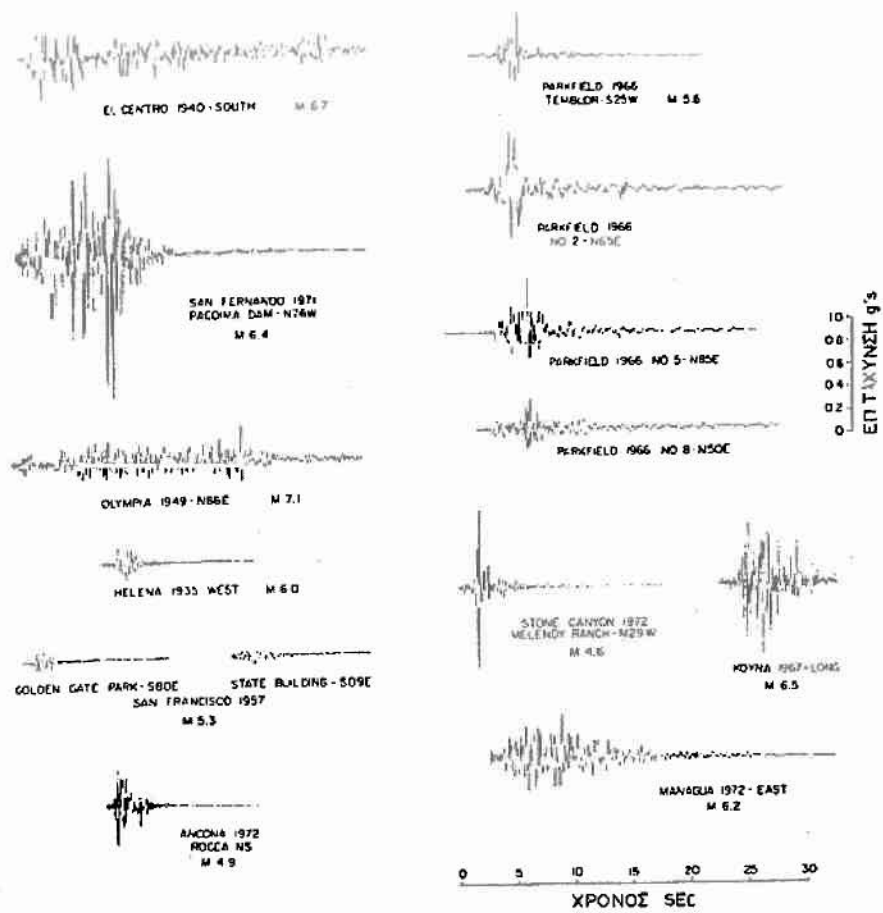 EL CENTRO 1940 - SOUTH M 6.7
SAN FERNANDO 1971
PACOIMA DAM - N76W
M 6.4
OLYMPIA 1949 - N86E M 7.1
HELENA 1935 WEST M 6.0
GOLDEN GATE PARK - S80E STATE BUILDING - S09E
SAN FRANCISCO 1957
M 5.3
ANCONA 1972
ROCCA NS
M 4.9
PARKFIELD 1966
TEMBLOR - S25W M 5.6
PARKFIELD 1966
NO 2 - N65E
PARKFIELD 1966 NO 5 - N85E
PARKFIELD 1966 NO 8 - N50E
1.0
0.8
0.6
0.4
0.2
0
ΕΠΙΤΑΧΥΝΣΗ g's
STONE CANYON 1972
MELENDY RANCH - N29W
M 4.6
KOYNA 1967 - LONG
M 6.5
MANAGUA 1972 - EAST
M 6.2
0 5 10 15 20 25 30
ΧΡΟΝΟΣ SEC